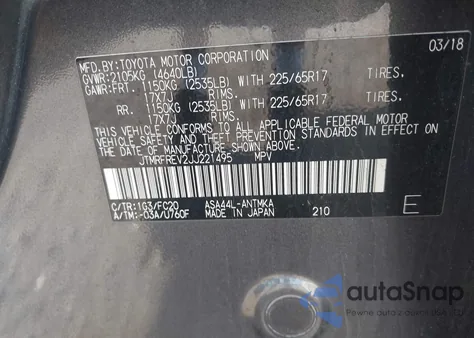 MFD.BY:TOYOTA MOTOR CORPORATION 03/18
GVWR:2105KG (4640LB)
GAWR:FRT. 1150KG (2535LB) WITH 225/65R17 TIRES,
17X7J RIMS,
RR. 1150KG (2535LB) WITH 225/65R17 TIRES,
17X7J RIMS,
THIS VEHICLE CONFORMS TO ALL APPLICABLE FEDERAL MOTOR
VEHICLE SAFETY AND THEFT PREVENTION STANDARDS IN EFFECT
ON THE DATE OF MANUFACTURE SHOWN ABOVE.
JTMRFREV2JJ221495 MPV
C/TR:1G3/FC20 ASA44L-ANTMKA
A/TM:-03A/U760F MADE IN JAPAN 210 E
autoSnap
Pewne auta z